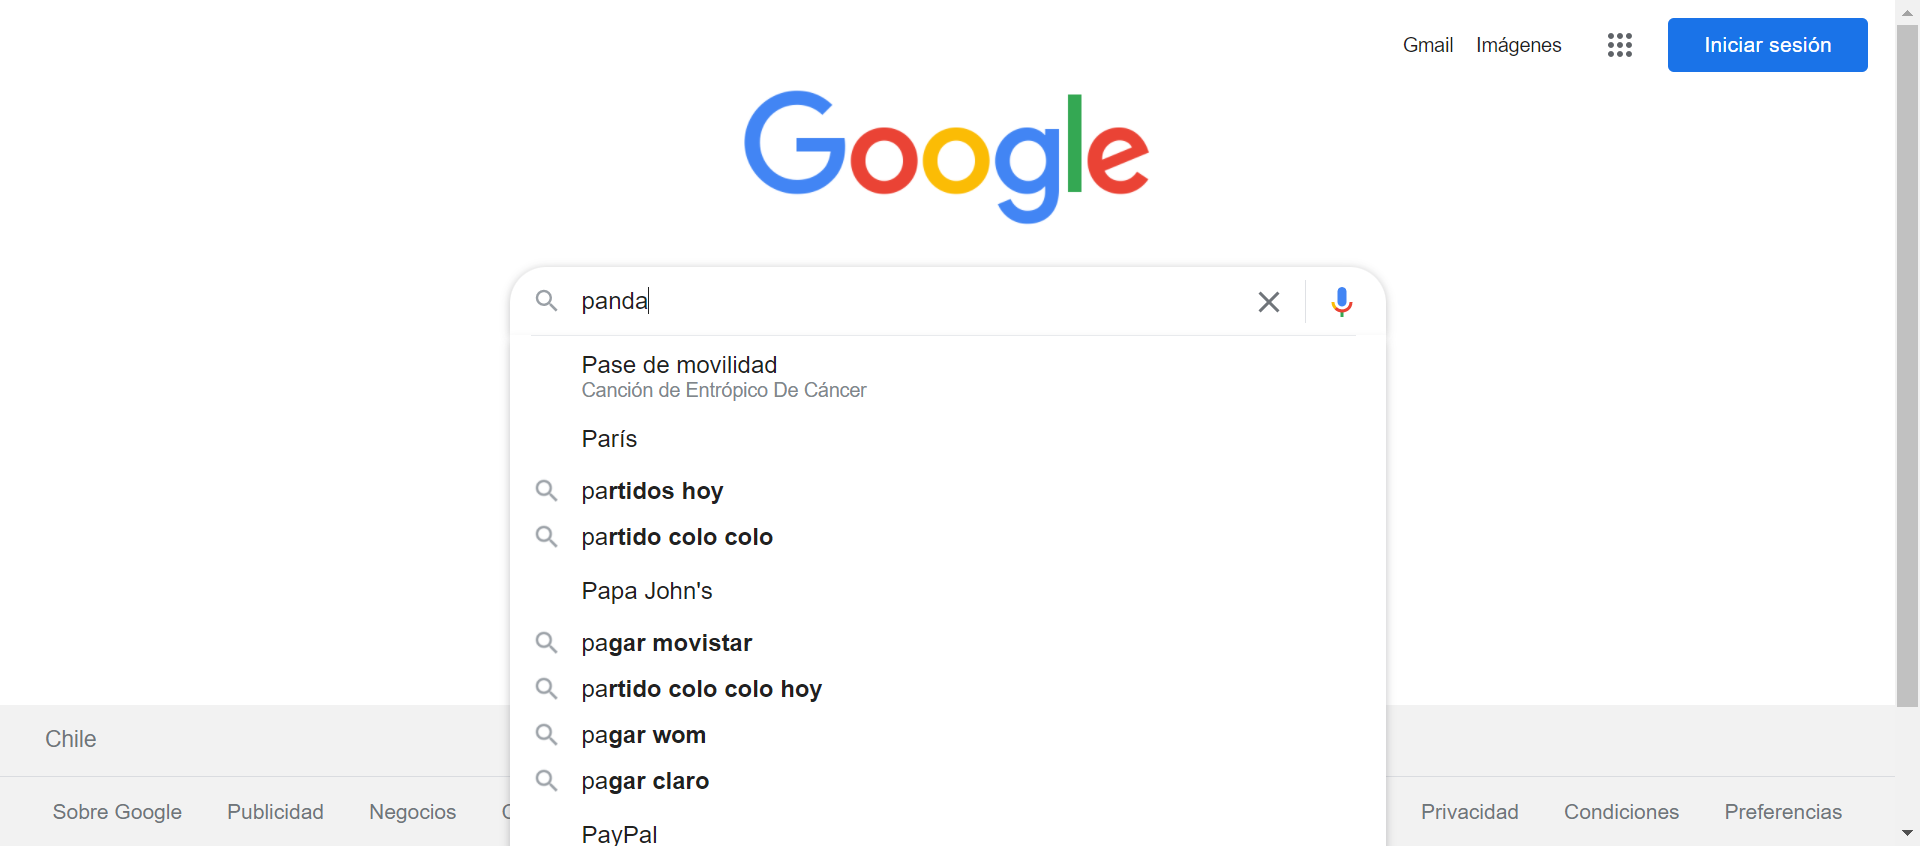 Gmail Imágenes Iniciar sesión
Google
panda
Pase de movilidad
Canción de Entrópico De Cáncer
París
partidos hoy
partido colo colo
Papa John's
pagar movistar
partido colo colo hoy
pagar wom
pagar claro
PayPal
Chile
Sobre Google Publicidad Negocios Privacidad Condiciones Preferencias